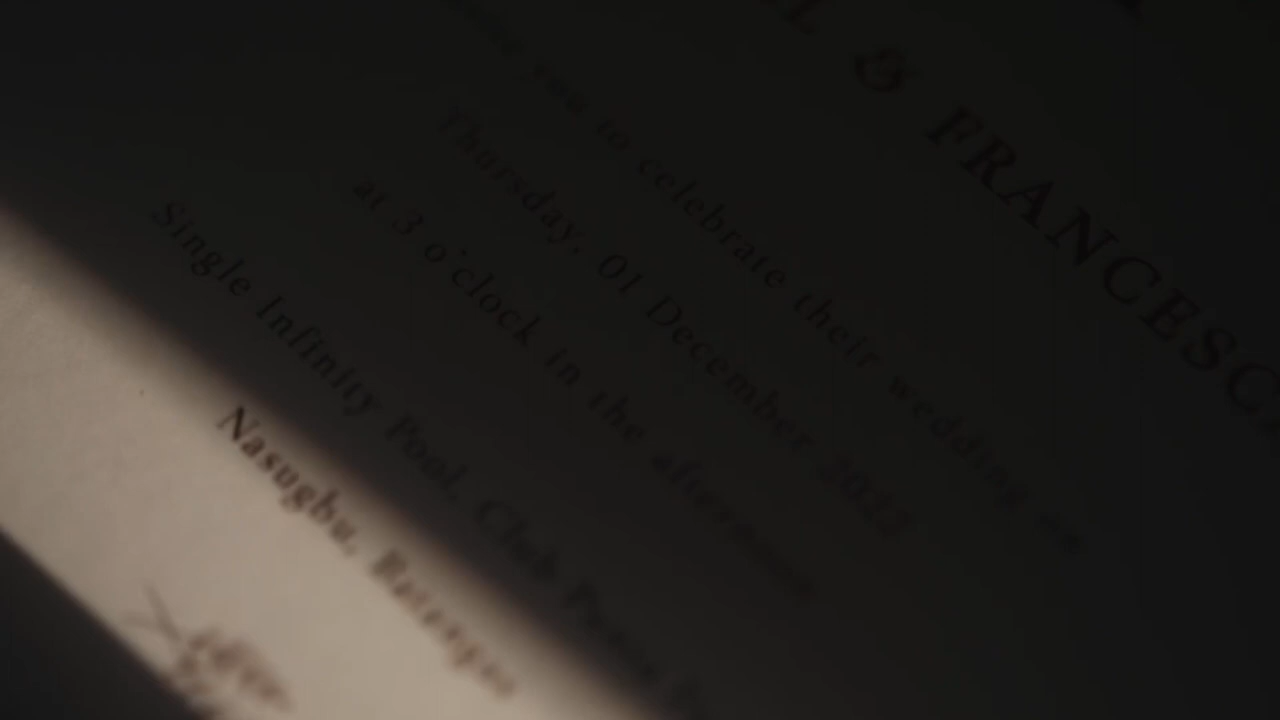 L & FRANCESC
you to celebrate their wedding on
Thursday, 01 December
at 3 o'clock in the afternoon
Single Infinity Pool, Club
Nasugbu, Batangas